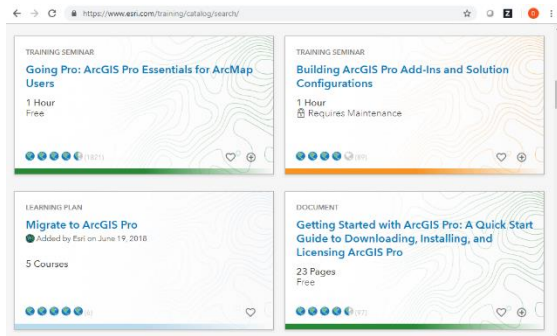 https://www.esri.com/training/catalog/search/
TRAINING SEMINAR
Going Pro: ArcGIS Pro Essentials for ArcMap
Users
1 Hour
Free
(1821)
TRAINING SEMINAR
Building ArcGIS Pro Add-Ins and Solution
Configurations
1 Hour
Requires Maintenance
LEARNING PLAN
Migrate to ArcGIS Pro
Added by Esri on June 19, 2018
5 Courses
(6)
DOCUMENT
Getting Started with ArcGIS Pro: A Quick Start
Guide to Downloading, Installing, and
Licensing ArcGIS Pro
23 Pages
Free